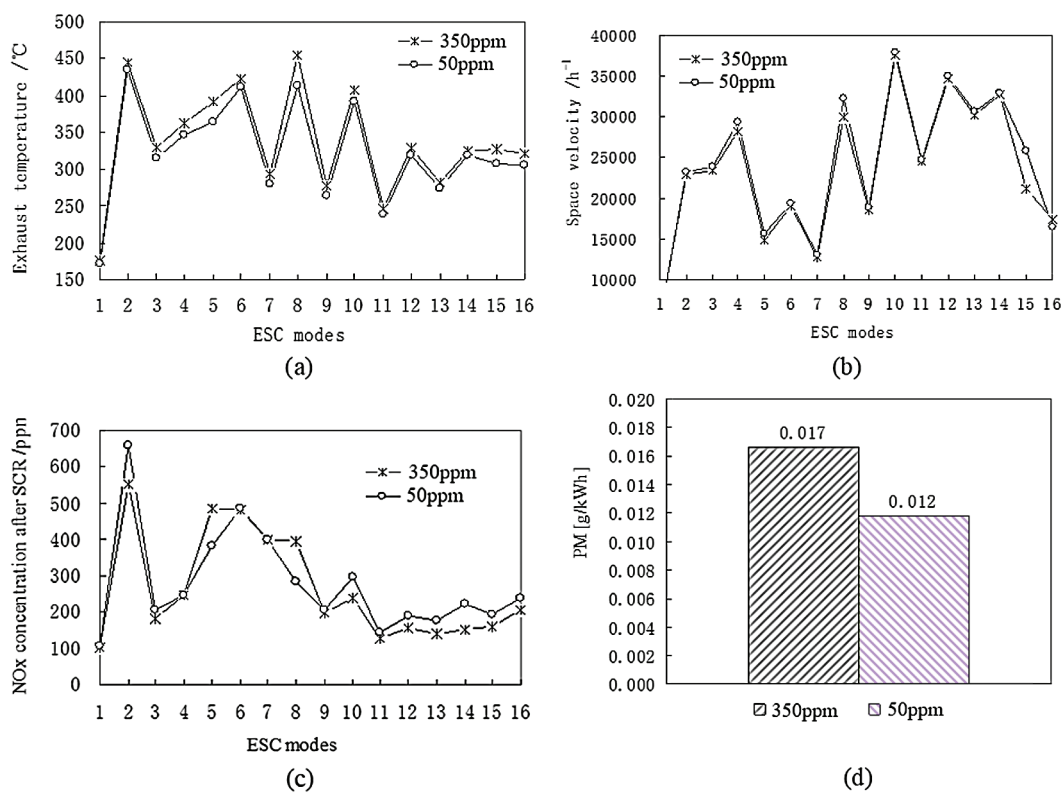 500
450
400
350
300
250
200
150
Exhaust temperature /℃
350ppm
50ppm
1 2 3 4 5 6 7 8 9 10 11 12 13 14 15 16
ESC modes
(a)
40000
35000
30000
25000
20000
15000
10000
Space velocity /h⁻¹
350ppm
50ppm
1 2 3 4 5 6 7 8 9 10 11 12 13 14 15 16
ESC modes
(b)
700
600
500
400
300
200
100
0
NOx concentration after SCR/ppn
350ppm
50ppm
1 2 3 4 5 6 7 8 9 10 11 12 13 14 15 16
ESC modes
(c)
0.020
0.018
0.016
0.014
0.012
0.010
0.008
0.006
0.004
0.002
0.000
PM [g/kWh]
0.017
0.012
350ppm 50ppm
(d)